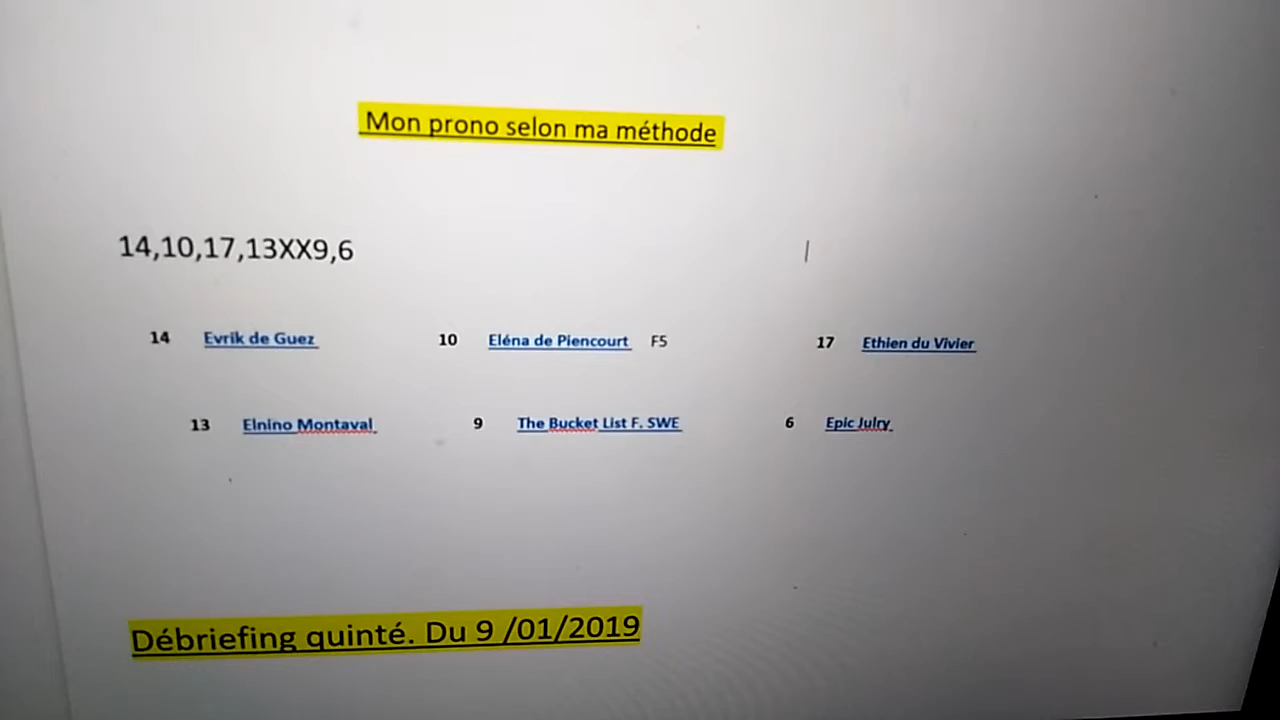 Mon prono selon ma méthode
14,10,17,13XX9,6
14 Evrik de Guez 10 Eléna de Piencourt F5 17 Ethien du Vivier
13 Elnino Montaval 9 The Bucket List F. SWE 6 Epic Julry
Débriefing quinté. Du 9 /01/2019